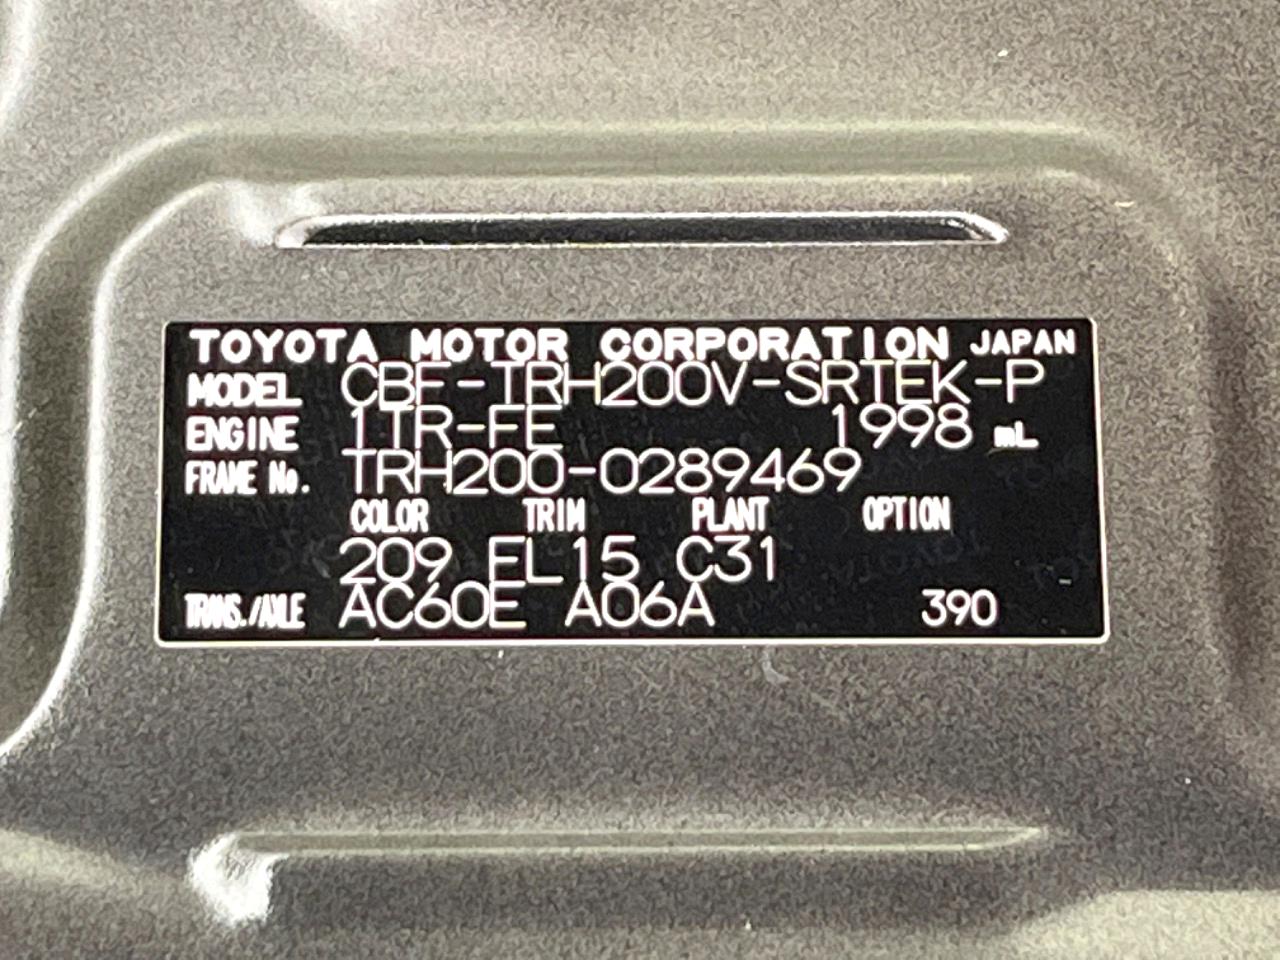 TOYOTA MOTOR CORPORATION JAPAN
MODEL CBF-TRH200V-SRTEK-P
ENGINE 1TR-FE 1998 mL
FRAME No. TRH200-0289469
COLOR TRIM PLANT OPTION
209 EL15 C31
TRANS./AXLE AC60E A06A 390